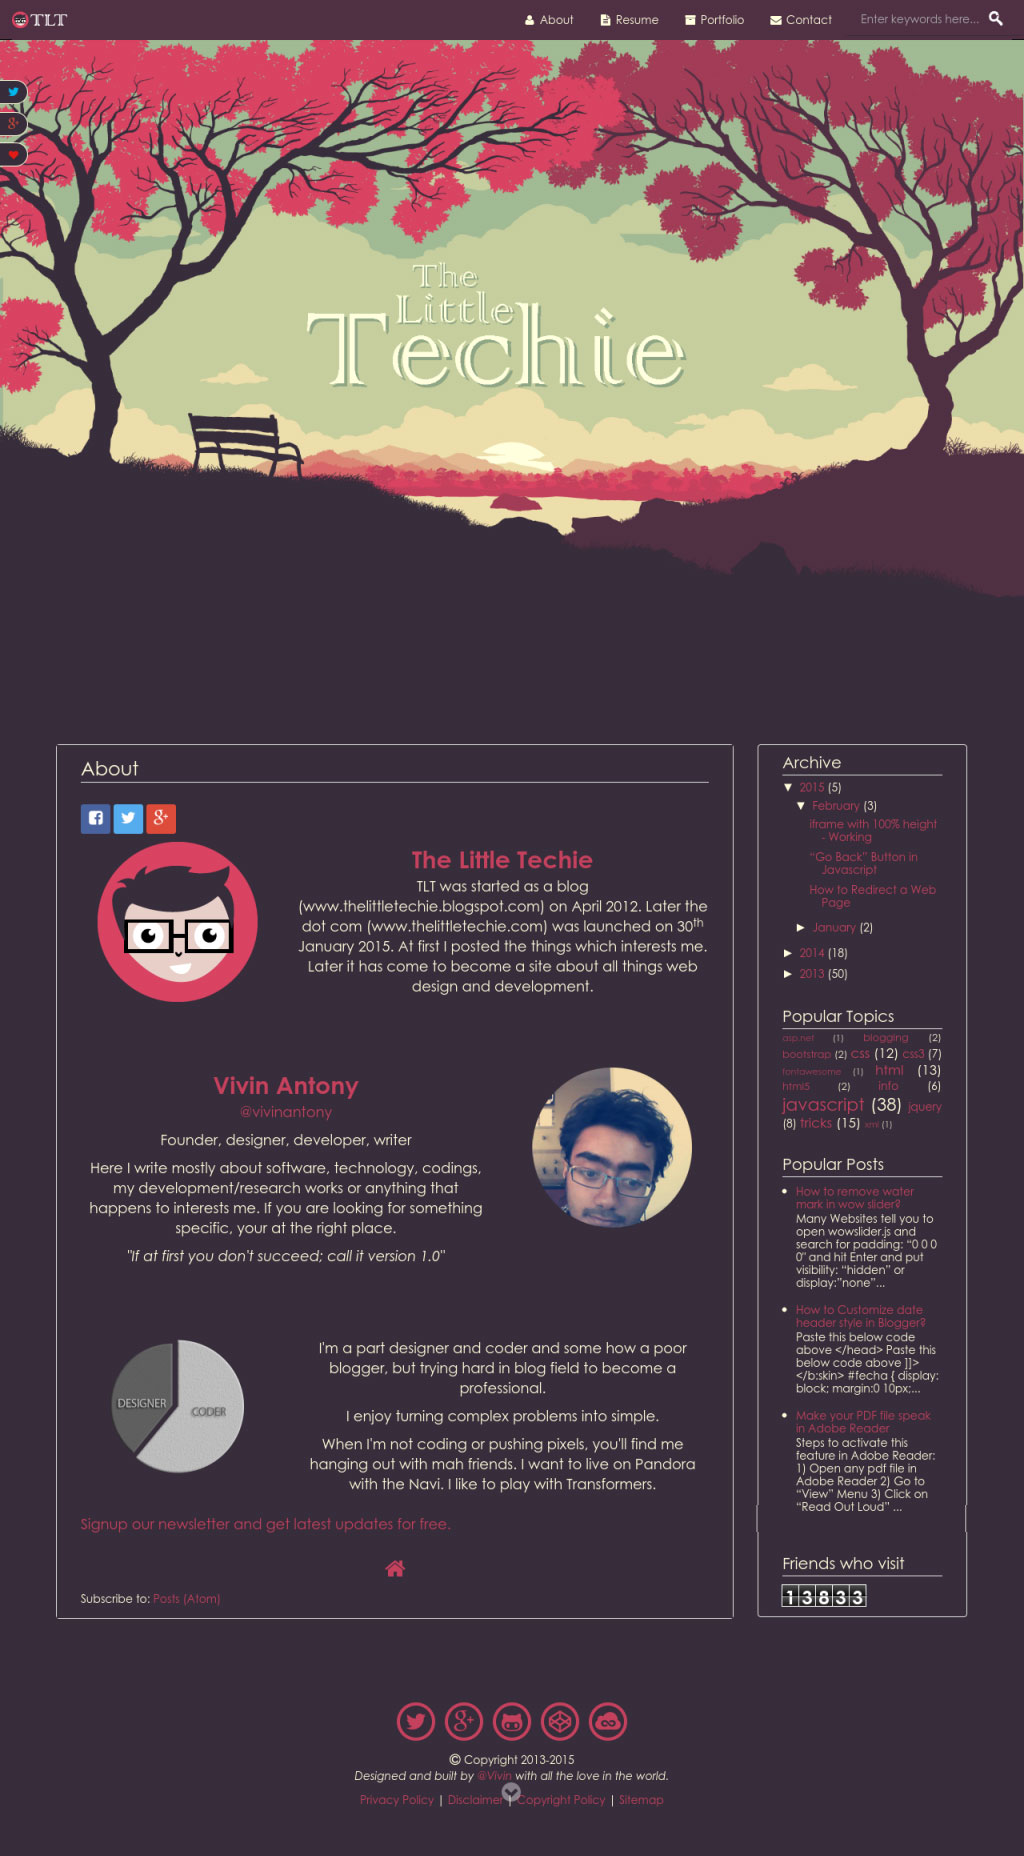 TLT
About
Resume
Portfolio
Contact
Enter keywords here...
The
Little
Techie
About
The Little Techie
TLT was started as a blog
(www.thelittletechie.blogspot.com) on April 2012. Later the
dot com (www.thelittletechie.com) was launched on 30th
January 2015. At first I posted the things which interests me.
Later it has come to become a site about all things web
design and development.
Vivin Antony
@vivinantony
Founder, designer, developer, writer
Here I write mostly about software, technology, codings,
my development/research works or anything that
happens to interests me. If you are looking for something
specific, your at the right place.
"If at first you don't succeed; call it version 1.0"
DESIGNER
CODER
I'm a part designer and coder and some how a poor
blogger, but trying hard in blog field to become a
professional.
I enjoy turning complex problems into simple.
When I'm not coding or pushing pixels, you'll find me
hanging out with mah friends. I want to live on Pandora
with the Navi. I like to play with Transformers.
Signup our newsletter and get latest updates for free.
Subscribe to: Posts (Atom)
Archive
▼ 2015 (5)
▼ February (3)
iframe with 100% height
- Working
"Go Back" Button in
Javascript
How to Redirect a Web
Page
► January (2)
► 2014 (18)
► 2013 (50)
Popular Topics
asp.net (1) blogging (2)
bootstrap (2) css (12) css3 (7)
fontawesome (1) html (13)
html5 (2) info (6)
javascript (38) jquery
(8) tricks (15) xml (1)
Popular Posts
How to remove water
mark in wow slider?
Many Websites tell you to
open wowslider.js and
search for padding: "0 0 0
0" and hit Enter and put
visibility: "hidden" or
display:"none"...
How to Customize date
header style in Blogger?
Paste this below code
above </head> Paste this
below code above ]]>
</b:skin> #fecha { display:
block; margin:0 10px;...
Make your PDF file speak
in Adobe Reader
Steps to activate this
feature in Adobe Reader:
1) Open any pdf file in
Adobe Reader 2) Go to
"View" Menu 3) Click on
"Read Out Loud" ...
Friends who visit
13833
© Copyright 2013-2015
Designed and built by @Vivin with all the love in the world.
Privacy Policy | Disclaimer | Copyright Policy | Sitemap